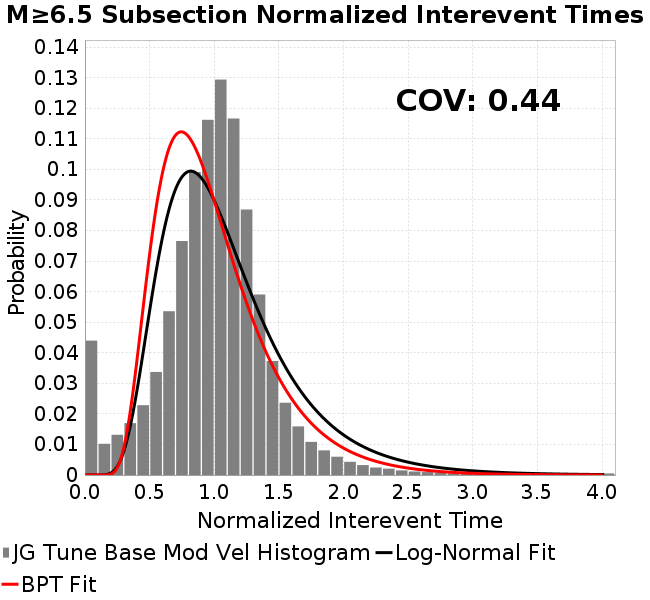 M≥6.5 Subsection Normalized Interevent Times
0.14
0.13
0.12
0.11
0.1
0.09
0.08
0.07
0.06
0.05
0.04
0.03
0.02
0.01
0
Probability
COV: 0.44
0.0 0.5 1.0 1.5 2.0 2.5 3.0 3.5 4.0
Normalized Interevent Time
JG Tune Base Mod Vel Histogram Log-Normal Fit
BPT Fit